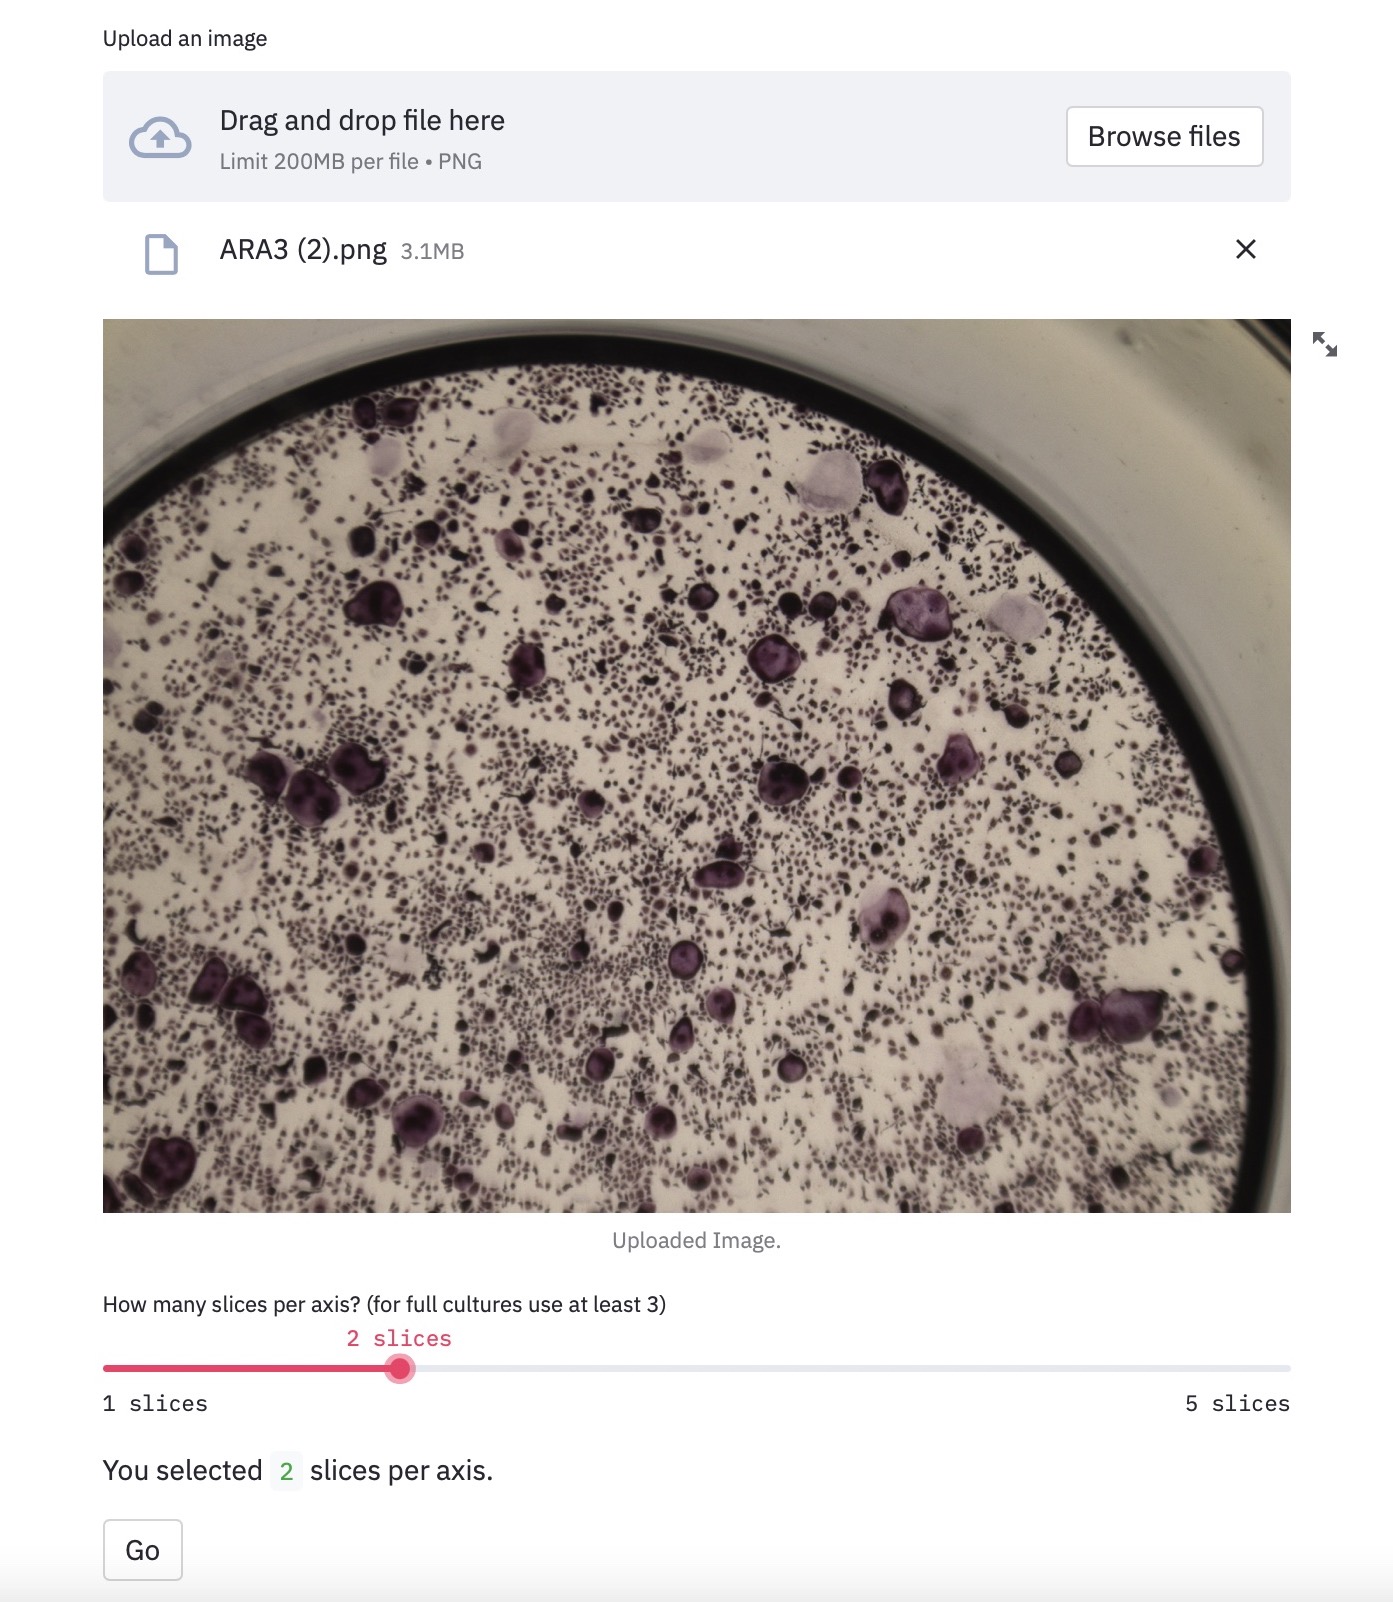 Upload an image
Drag and drop file here
Browse files
Limit 200MB per file • PNG
ARA3 (2).png 3.1MB
Uploaded Image.
How many slices per axis? (for full cultures use at least 3)
2 slices
1 slices
5 slices
You selected 2 slices per axis.
Go